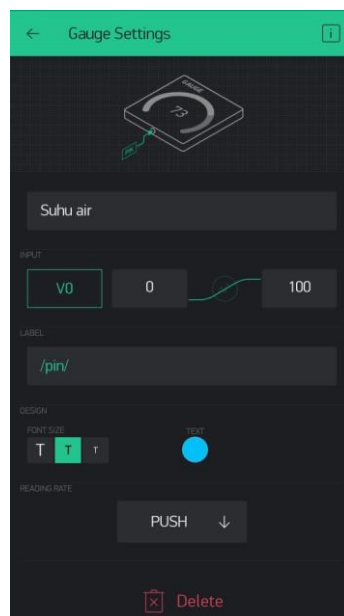 ← Gauge Settings i
GAUGE
73
PIN
Suhu air
INPUT
V0 0 100
LABEL
/pin/
DESIGN
FONT SIZE TEXT
T T T
READING RATE
PUSH ↓
Delete